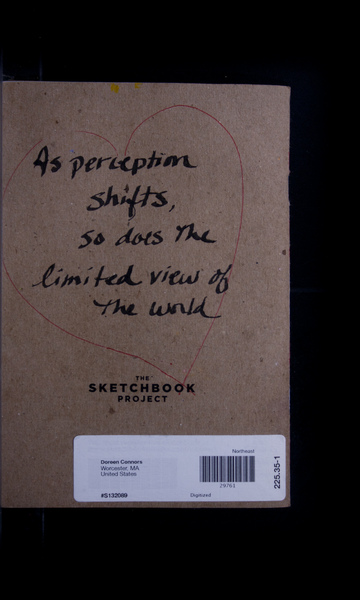 As perception
shifts,
so does the
limited view of
the world
THE
SKETCHBOOK
PROJECT
Northeast
Doreen Connors
Worcester, MA
United States
29761
#S132089
Digitized
225.35-1